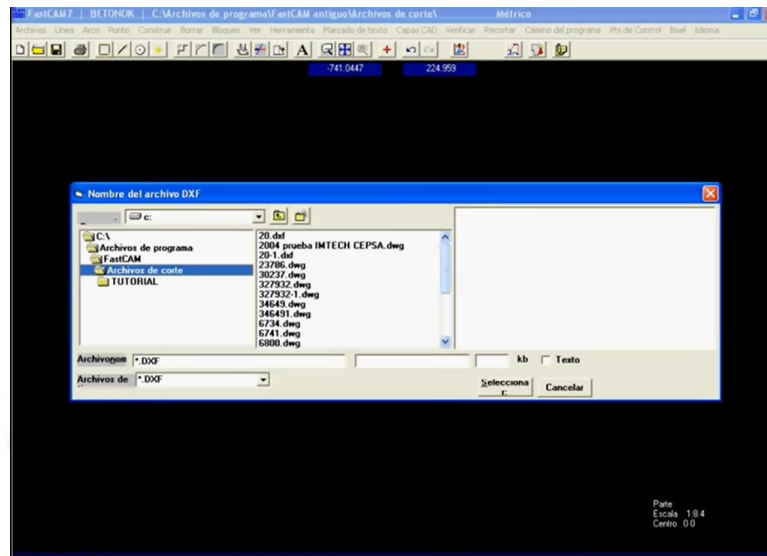 FastCAM7 | BETONOK | C:\Archivos de programa\FastCAM antiguo\Archivos de corte\ Métrico
Archivos Línea Arco Punto Construir Borrar Bloques Ver Herramienta Marcado de texto Capas CAD Verificar Recortar Camino del programa Pts.de Control Bisel Idioma
-741.0447 224.959
Nombre del archivo DXF
c:
C:\
Archivos de programa
FastCAM
Archivos de corte
TUTORIAL
20.dxf
2004 prueba IMTECH CEPSA.dwg
20-1.dxf
23786.dwg
30237.dwg
327932.dwg
327932-1.dwg
34649.dwg
346491.dwg
6734.dwg
6741.dwg
6800.dwg
Archivonom *.DXF kb Texto
Archivos de *.DXF
Selecciona
r:
Cancelar
Parte
Escala 1:8.4
Centro 0 0